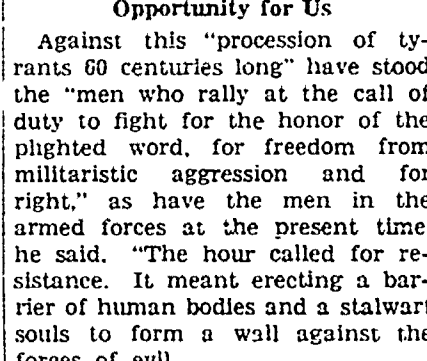 Opportunity for Us
Against this "procession of ty-
rants 60 centuries long" have stood
the "men who rally at the call of
duty to fight for the honor of the
plighted word, for freedom from
militaristic aggression and for
right," as have the men in the
armed forces at the present time
he said. "The hour called for re-
sistance. It meant erecting a bar-
rier of human bodies and a stalwart
souls to form a wall against the
forces of evil